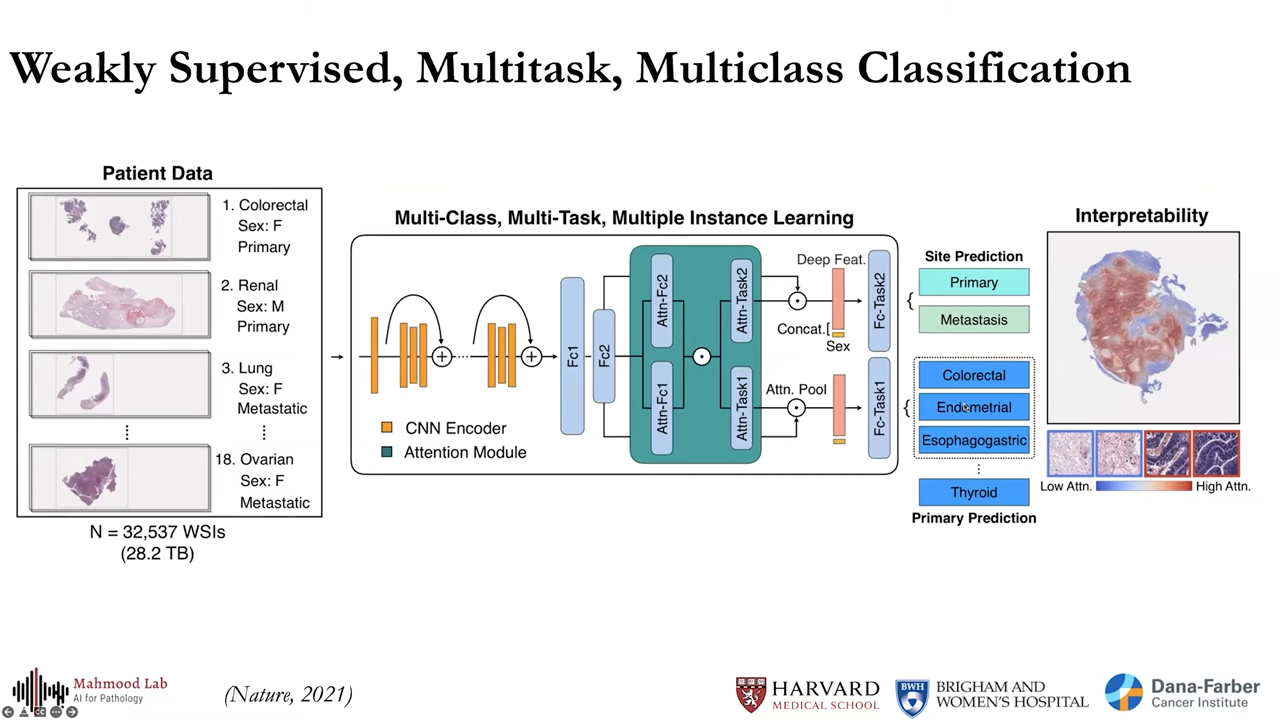 Weakly Supervised, Multitask, Multiclass Classification
Patient Data
1. Colorectal
Sex: F
Primary
2. Renal
Sex: M
Primary
3. Lung
Sex: F
Metastatic
18. Ovarian
Sex: F
Metastatic
N = 32,537 WSIs
(28.2 TB)
Multi-Class, Multi-Task, Multiple Instance Learning
Fc1
Fc2
Attn-Fc2
Attn-Fc1
Attn-Task2
Attn-Task1
Deep Feat.
Concat.
Sex
Attn. Pool
Fc-Task2
Fc-Task1
CNN Encoder
Attention Module
Site Prediction
Primary
Metastasis
Colorectal
Endometrial
Esophagogastric
Thyroid
Primary Prediction
Interpretability
Low Attn.
High Attn.
Mahmood Lab
AI for Pathology
(Nature, 2021)
HARVARD
MEDICAL SCHOOL
BWH
BRIGHAM AND
WOMEN'S HOSPITAL
Dana-Farber
Cancer Institute